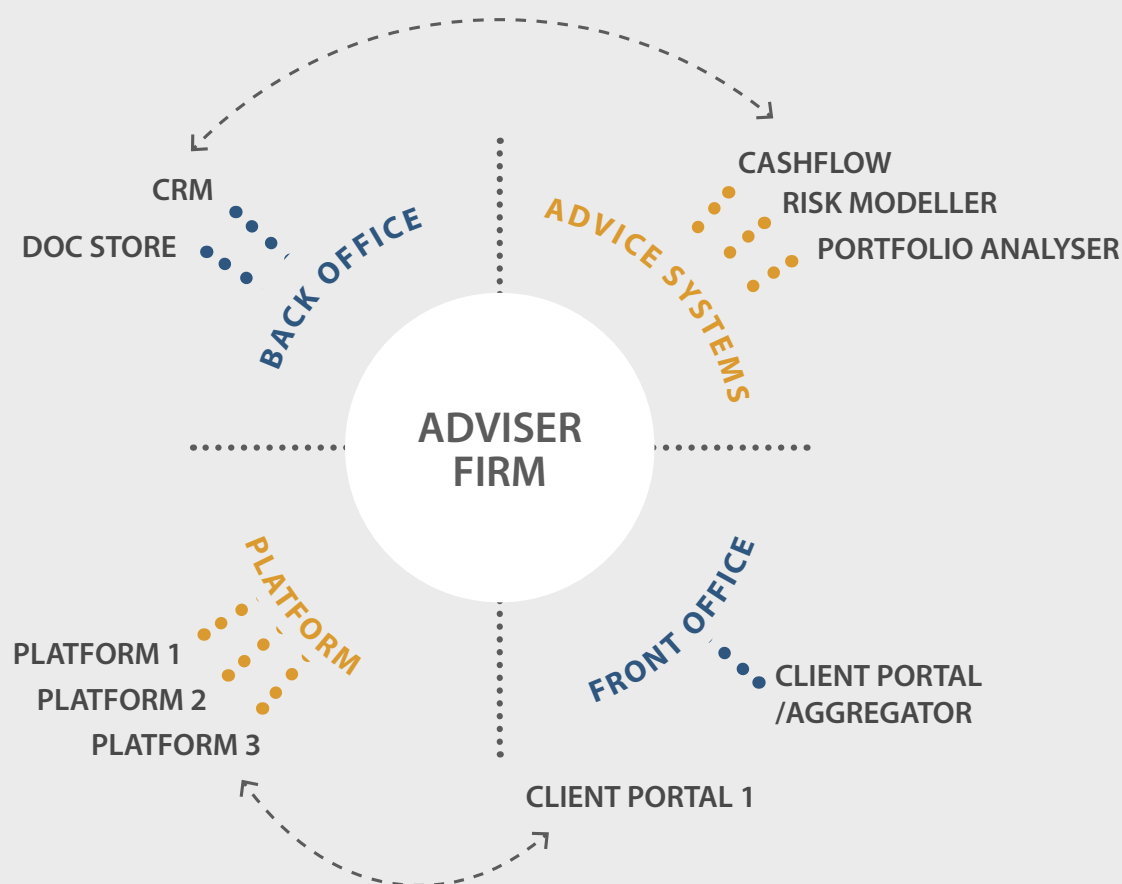 CRM
DOC STORE
BACK OFFICE
CASHFLOW
RISK MODELLER
PORTFOLIO ANALYSER
ADVICE SYSTEMS
ADVISER
FIRM
PLATFORM
PLATFORM 1
PLATFORM 2
PLATFORM 3
FRONT OFFICE
CLIENT PORTAL
/AGGREGATOR
CLIENT PORTAL 1